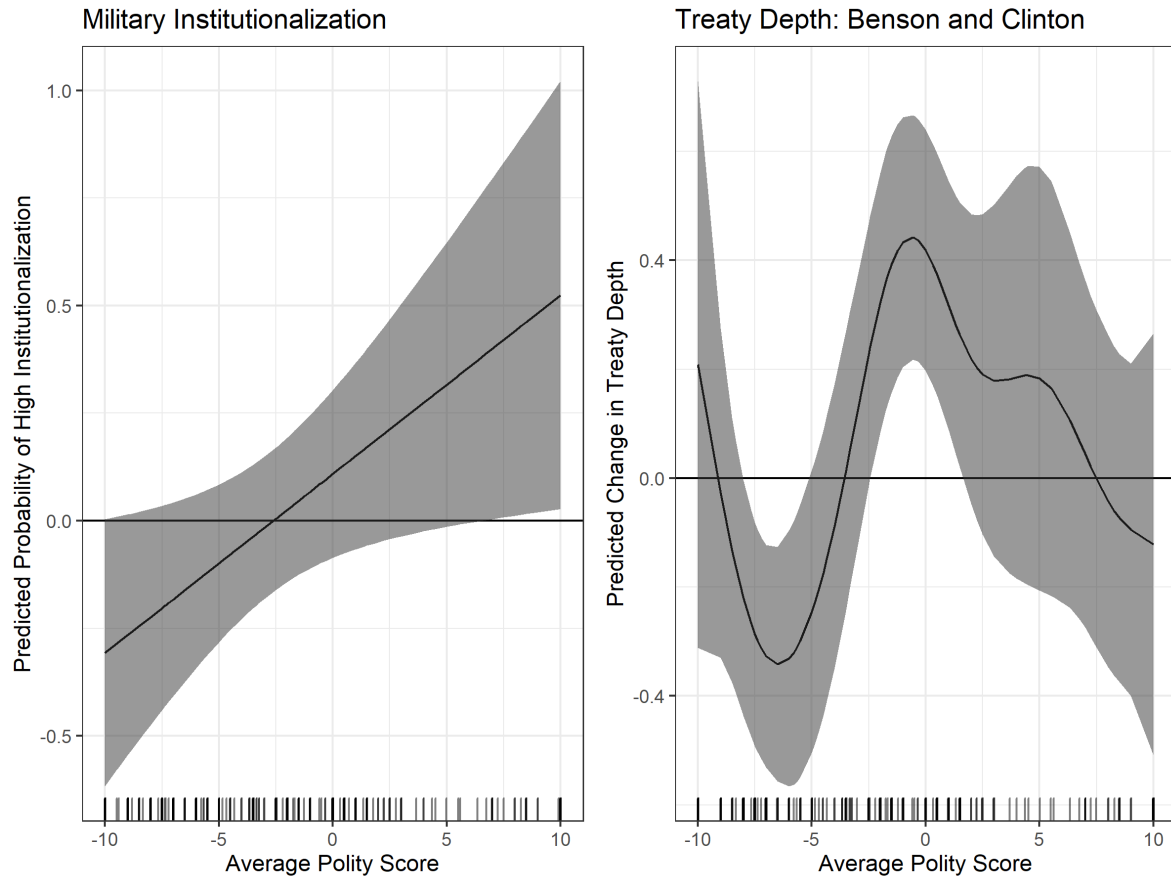 Military Institutionalization
Predicted Probability of High Institutionalization
1.0
0.5
0.0
-0.5
-10
-5
0
5
10
Average Polity Score
Treaty Depth: Benson and Clinton
Predicted Change in Treaty Depth
0.4
0.0
-0.4
-10
-5
0
5
10
Average Polity Score